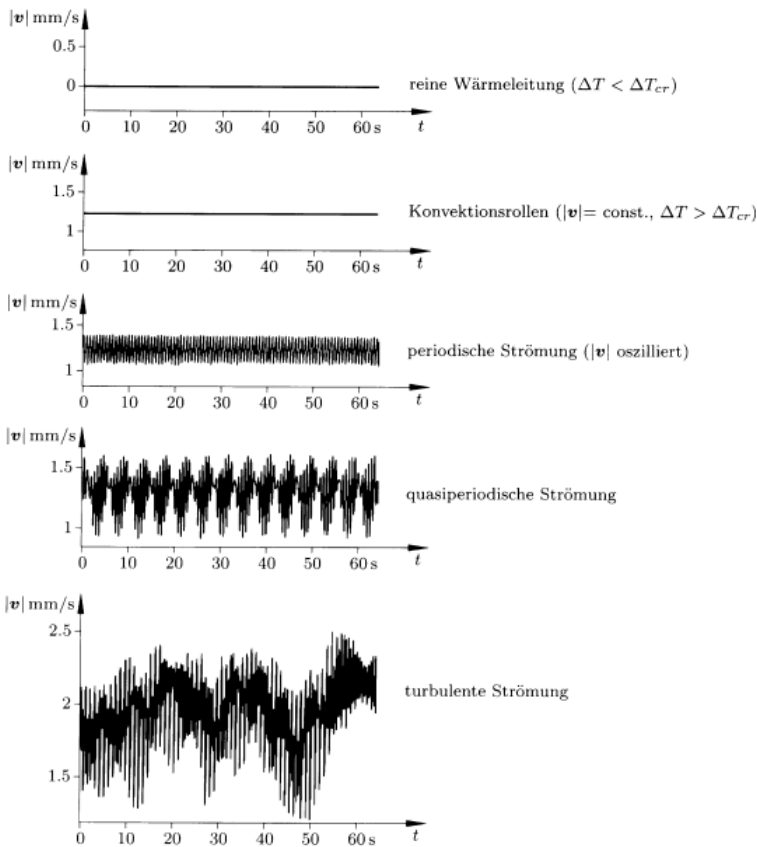 |v| mm/s
0.5
0
reine Wärmeleitung (ΔT < ΔT_cr)
0 10 20 30 40 50 60 s t
|v| mm/s
1.5
1
Konvektionsrollen (|v|= const., ΔT > ΔT_cr)
0 10 20 30 40 50 60 s t
|v| mm/s
1.5
1
periodische Strömung (|v| oszilliert)
0 10 20 30 40 50 60 s t
|v| mm/s
1.5
1
quasiperiodische Strömung
0 10 20 30 40 50 60 s t
|v| mm/s
2.5
2
turbulente Strömung
1.5
0 10 20 30 40 50 60 s t